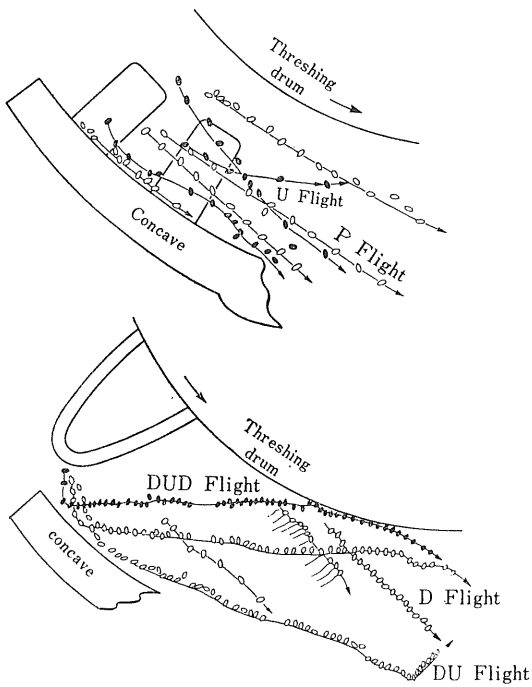 Threshing
drum
U Flight
P Flight
Concave
Threshing
drum
DUD Flight
concave
D Flight
DU Flight